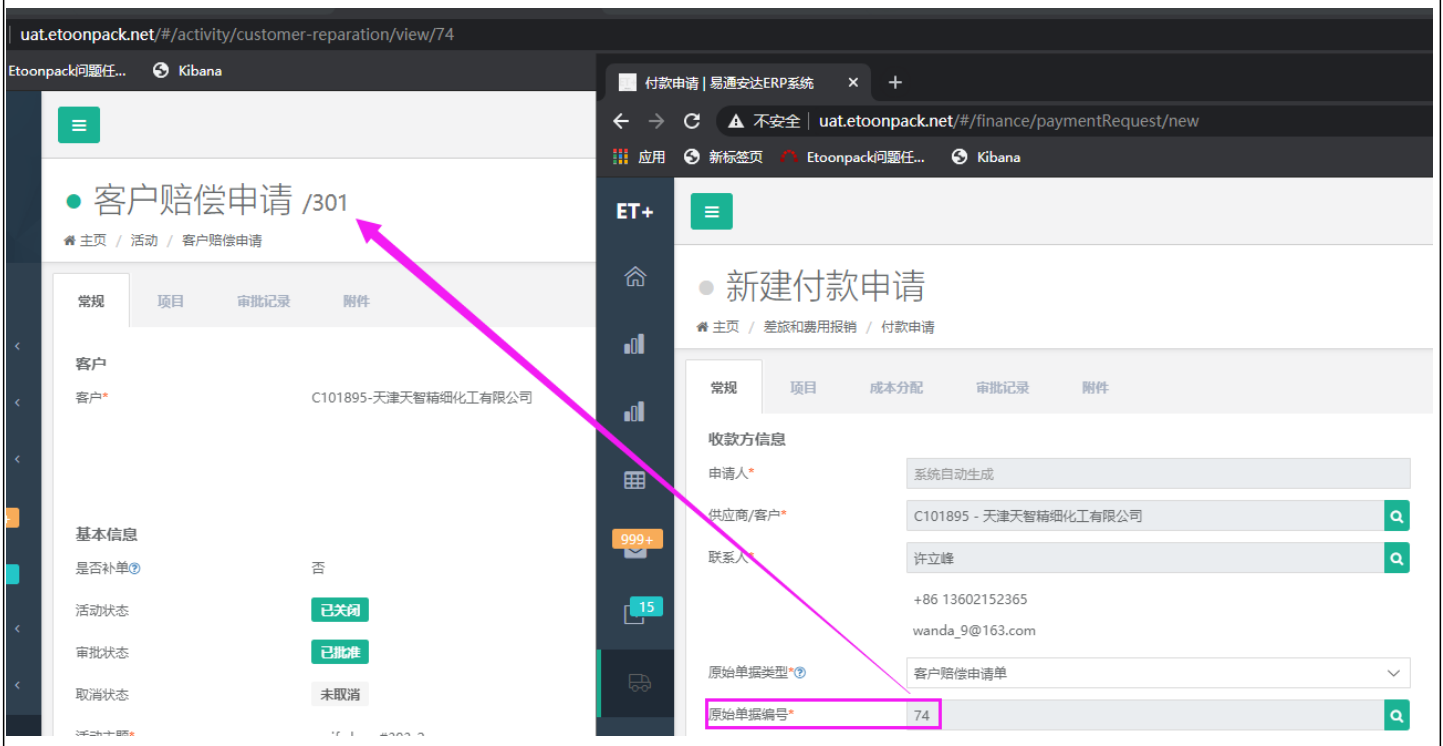 uat.etoonpack.net/#/activity/customer-reparation/view/74
Etoonpack问题任...
Kibana
客户赔偿申请 /301
主页 / 活动 / 客户赔偿申请
常规 项目 审批记录 附件
客户
客户* C101895-天津天智精细化工有限公司
基本信息
是否补单 否
活动状态 已关闭
审批状态 已批准
取消状态 未取消
付款申请 | 易通安达ERP系统
不安全 | uat.etoonpack.net/#/finance/paymentRequest/new
应用 新标签页 Etoonpack问题任... Kibana
ET+
新建付款申请
主页 / 差旅和费用报销 / 付款申请
常规 项目 成本分配 审批记录 附件
收款方信息
申请人* 系统自动生成
供应商/客户* C101895 - 天津天智精细化工有限公司
999+
联系人* 许立峰
+86 13602152365
15
wanda_9@163.com
原始单据类型* 客户赔偿申请单
原始单据编号* 74